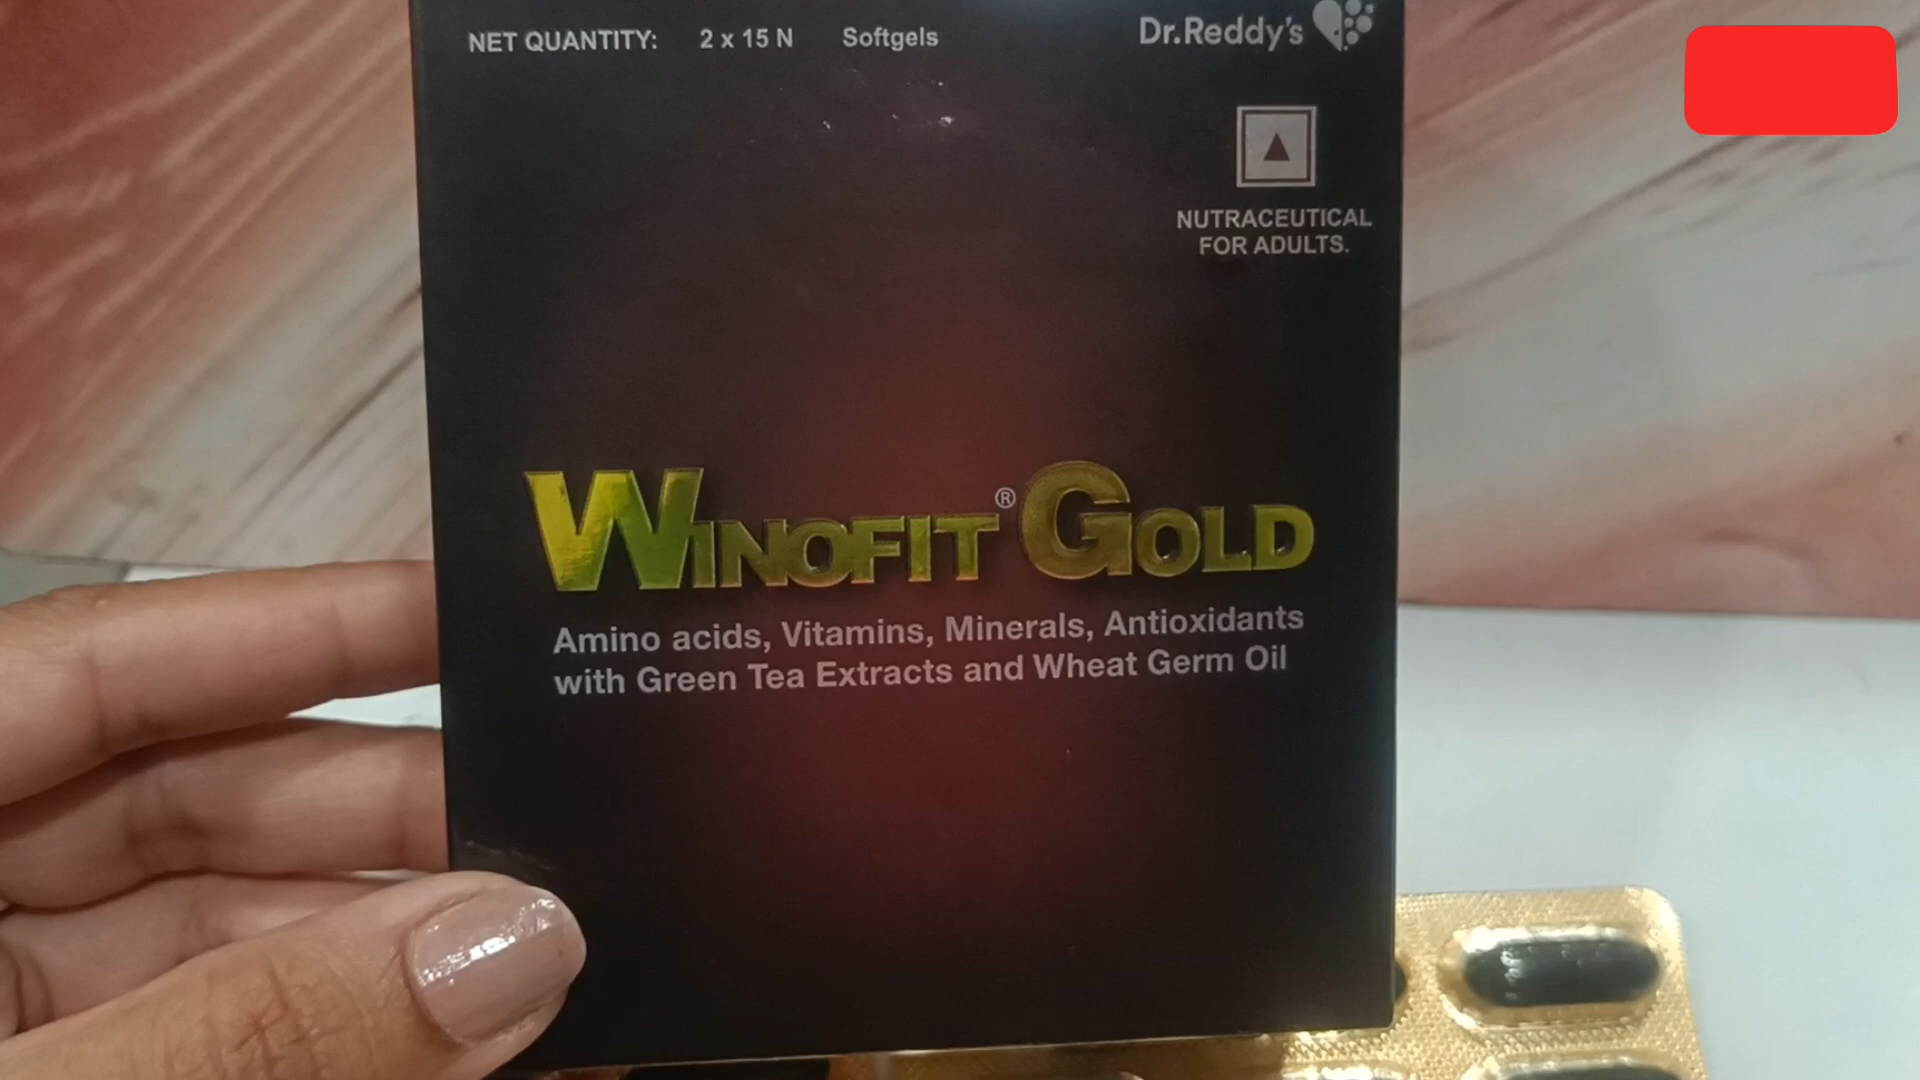 NET QUANTITY: 2 x 15 N Softgels
Dr.Reddy's
NUTRACEUTICAL
FOR ADULTS.
WINOFIT® GOLD
Amino acids, Vitamins, Minerals, Antioxidants
with Green Tea Extracts and Wheat Germ Oil